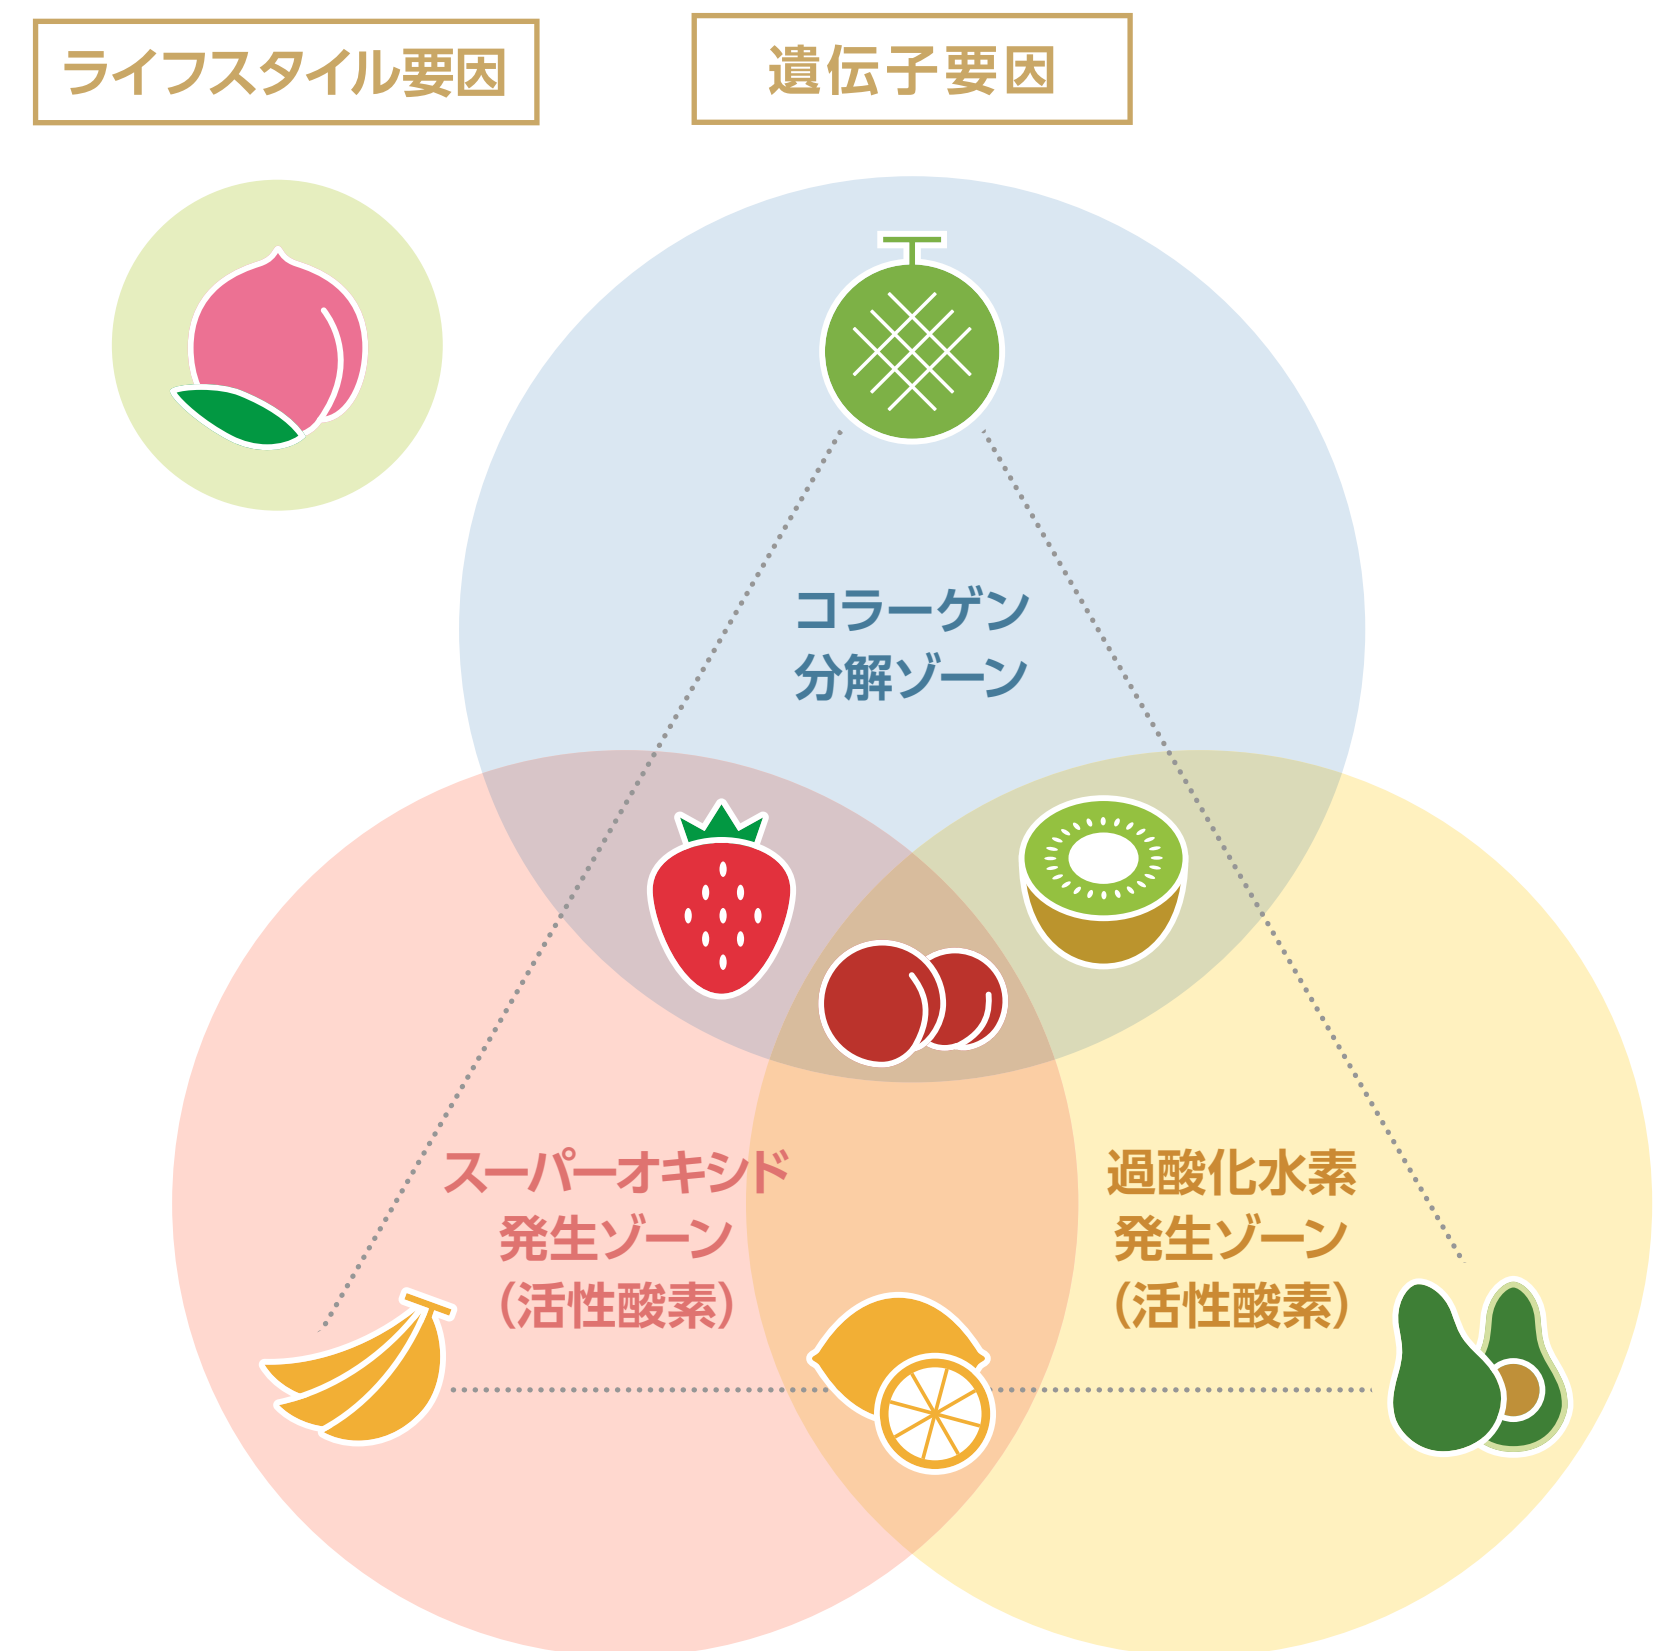 ライフスタイル要因
遺伝子要因
コラーゲン
分解ゾーン
スーパーオキシド
発生ゾーン
（活性酸素）
過酸化水素
発生ゾーン
（活性酸素）